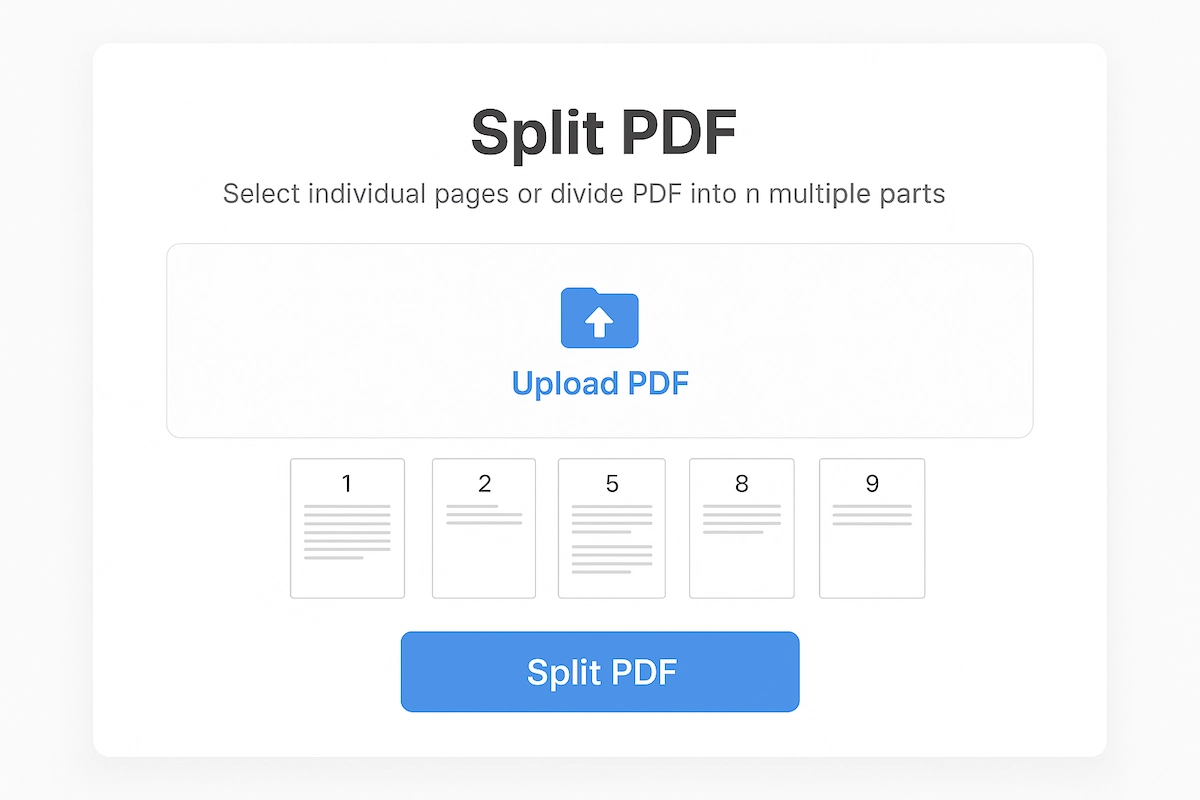 Split PDF
Select individual pages or divide PDF into n multiple parts
Upload PDF
1 2 5 8 9
Split PDF